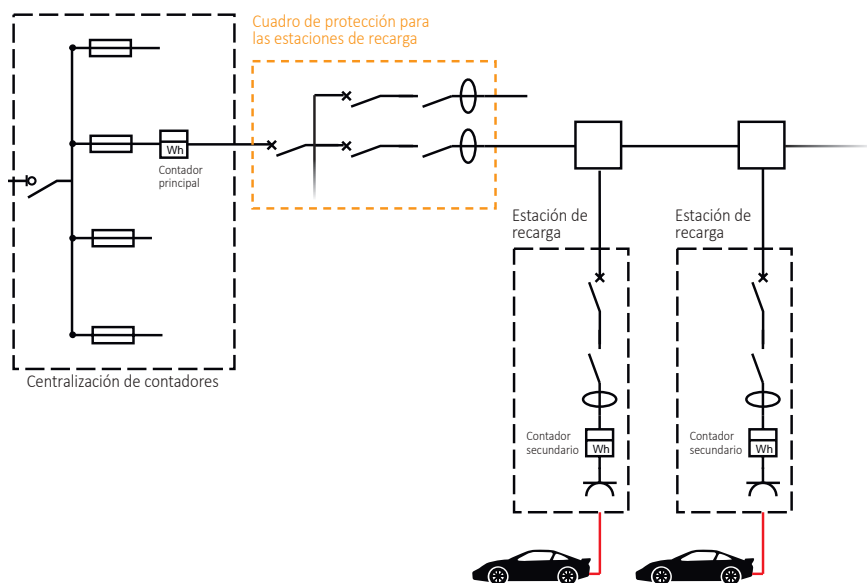 Cuadro de protección para
las estaciones de recarga
Wh
Contador
principal
Centralización de contadores
Estación de
recarga
Contador
secundario
Wh
Estación de
recarga
Contador
secundario
Wh